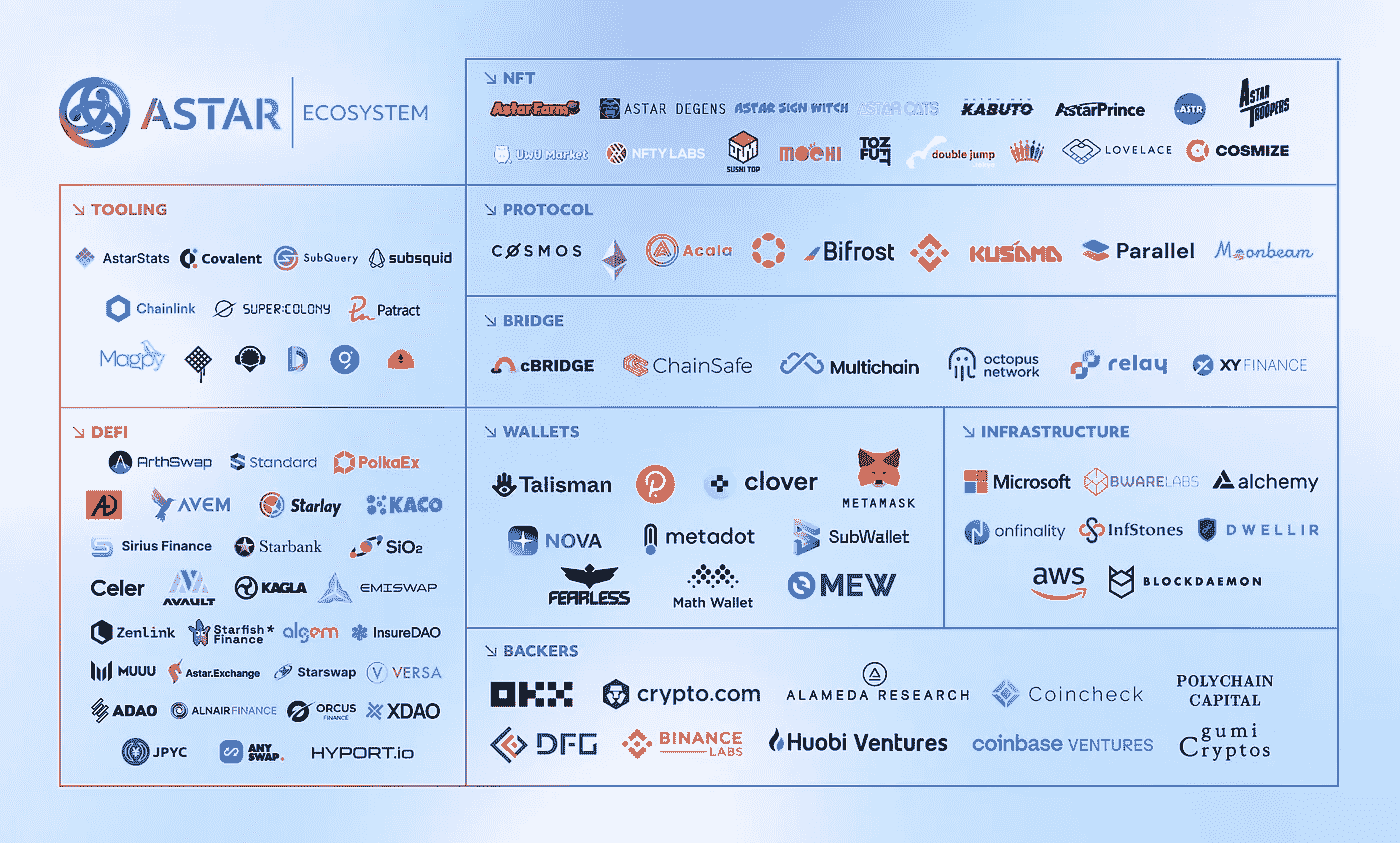 ASTAR ECOSYSTEM
NFT
AstarFarm ASTAR DEGENS ASTAR SIGN WITCH ASTAR CATS KABUTO AstarPrince .ASTR ASTAR TROOPERS
UwU Market NFTY LABS SUSHI TOP MOCHI TOZ FUT double jump LOVELACE COSMIZE
TOOLING
AstarStats Covalent SubQuery subsquid
Chainlink SUPER:COLONY Patract
Magpy
PROTOCOL
CØSMOS Acala Bifrost KUSAMA Parallel Moonbeam
BRIDGE
cBRIDGE ChainSafe Multichain octopus network relay XY FINANCE
DEFI
ArthSwap Standard PolkaEx
AD AVEM Starlay KACO
Sirius Finance Starbank SiO₂
Celer AVAULT KAGLA EMISWAP
Zenlink Starfish* Finance algem InsureDAO
MUUU Astar.Exchange Starswap V VERSA
ADAO ALNAIR FINANCE ORCUS FINANCE XDAO
JPYC ANY SWAP. HYPORT.io
WALLETS
Talisman P clover METAMASK
NOVA metadot SubWallet
FEARLESS Math Wallet MEW
INFRASTRUCTURE
Microsoft BWARELABS alchemy
onfinality InfStones DWELLIR
aws BLOCKDAEMON
BACKERS
OKX crypto.com ALAMEDA RESEARCH Coincheck POLYCHAIN CAPITAL
DFG BINANCE LABS Huobi Ventures coinbase VENTURES gumi Cryptos